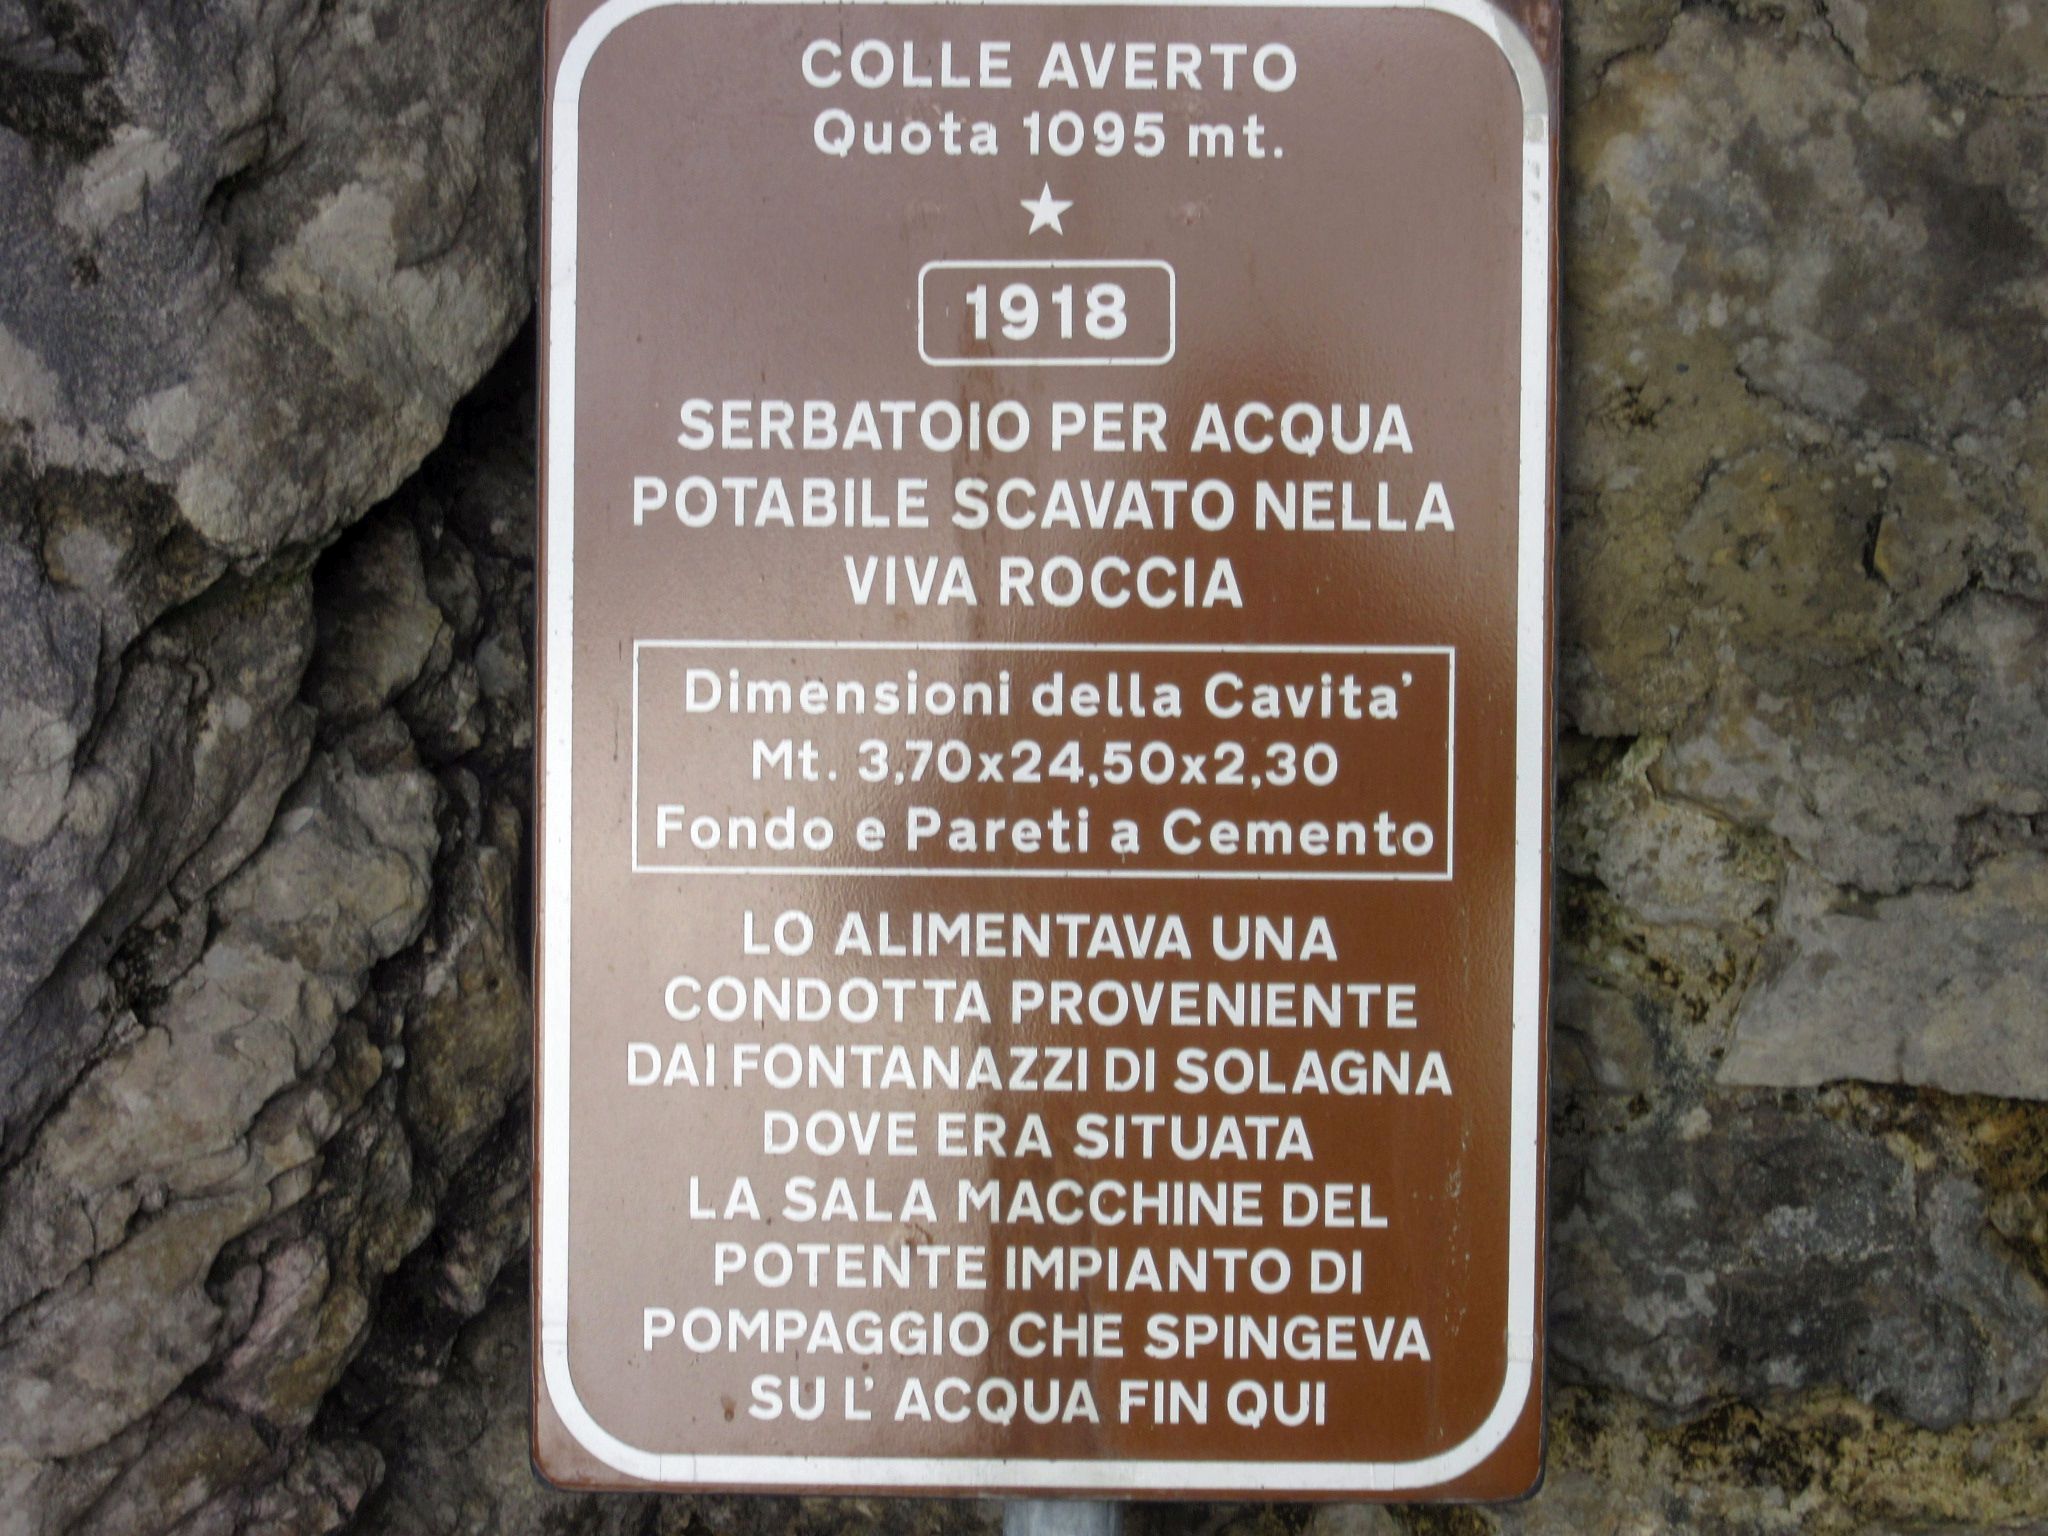 COLLE AVERTO
Quota 1095 mt.
1918
SERBATOIO PER ACQUA
POTABILE SCAVATO NELLA
VIVA ROCCIA
Dimensioni della Cavita'
Mt. 3,70x24,50x2,30
Fondo e Pareti a Cemento
LO ALIMENTAVA UNA
CONDOTTA PROVENIENTE
DAI FONTANAZZI DI SOLAGNA
DOVE ERA SITUATA
LA SALA MACCHINE DEL
POTENTE IMPIANTO DI
POMPAGGIO CHE SPINGEVA
SU L' ACQUA FIN QUI